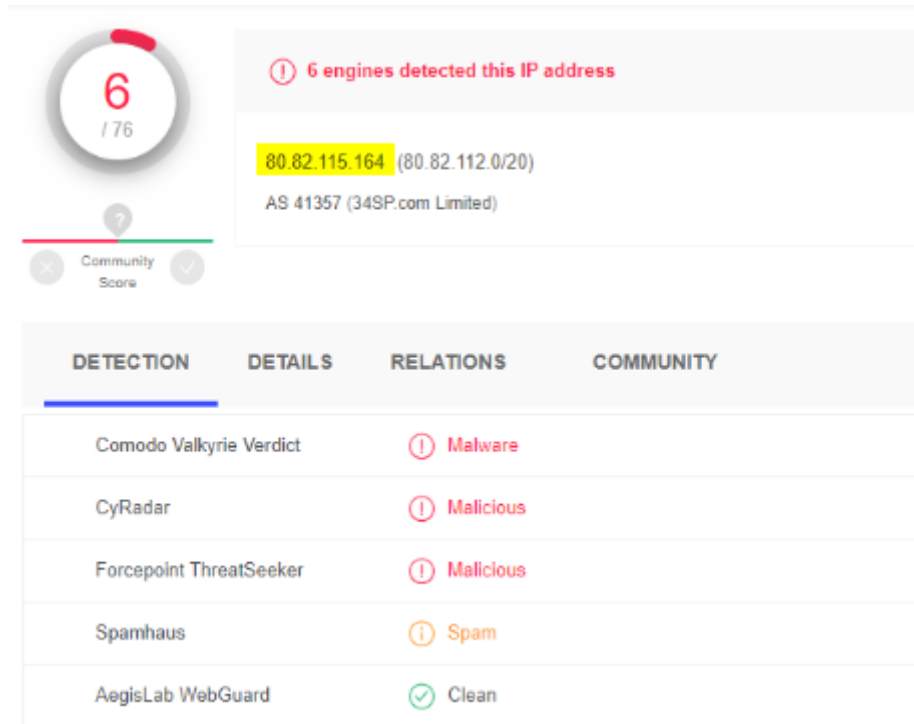 6
/ 76
6 engines detected this IP address
80.82.115.164 (80.82.112.0/20)
AS 41357 (34SP.com Limited)
?
Community
Score
DETECTION DETAILS RELATIONS COMMUNITY
Comodo Valkyrie Verdict Malware
CyRadar Malicious
Forcepoint ThreatSeeker Malicious
Spamhaus Spam
AegisLab WebGuard Clean